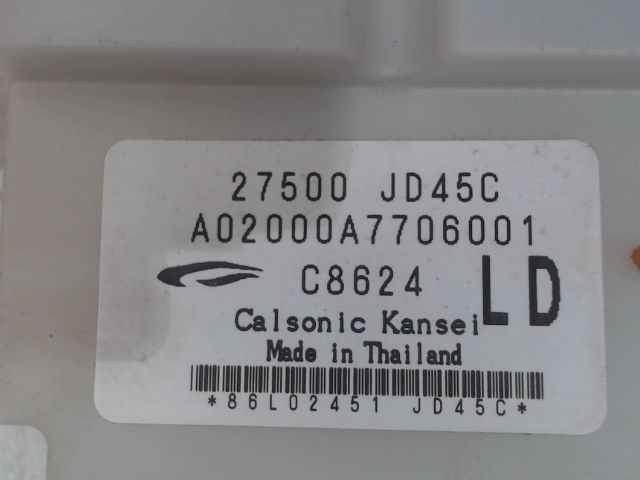 27500 JD45C
A02000A7706001
C8624 LD
Calsonic Kansei
Made in Thailand
*86L02451 JD45C*